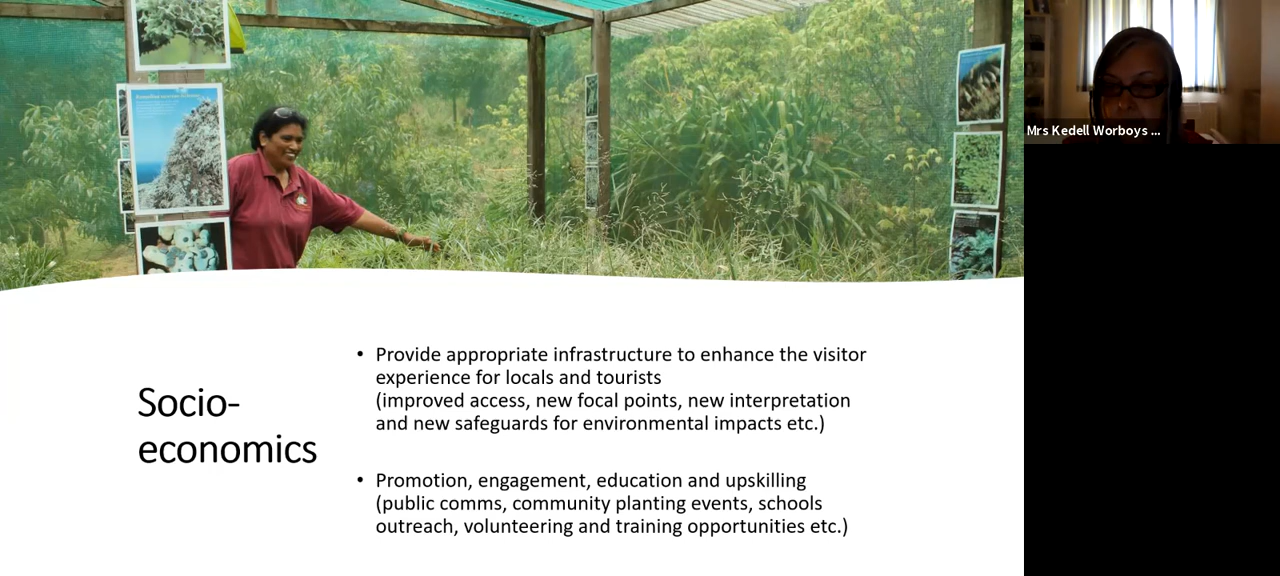 Mrs Kedell Worboys ...
Socio-
economics
• Provide appropriate infrastructure to enhance the visitor
experience for locals and tourists
(improved access, new focal points, new interpretation
and new safeguards for environmental impacts etc.)
• Promotion, engagement, education and upskilling
(public comms, community planting events, schools
outreach, volunteering and training opportunities etc.)